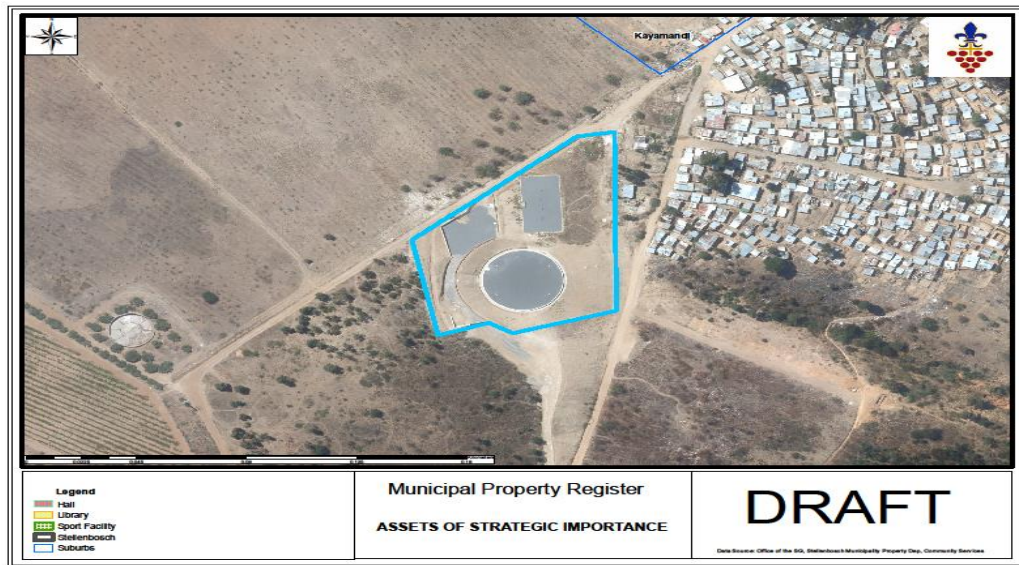 Kayamandi
Legend
Hall
Library
Sport Facility
Stellenbosch
Suburbs
Municipal Property Register
ASSETS OF STRATEGIC IMPORTANCE
DRAFT
Data Source: Office of the SG, Stellenbosch Municipality Property Dep, Community Services